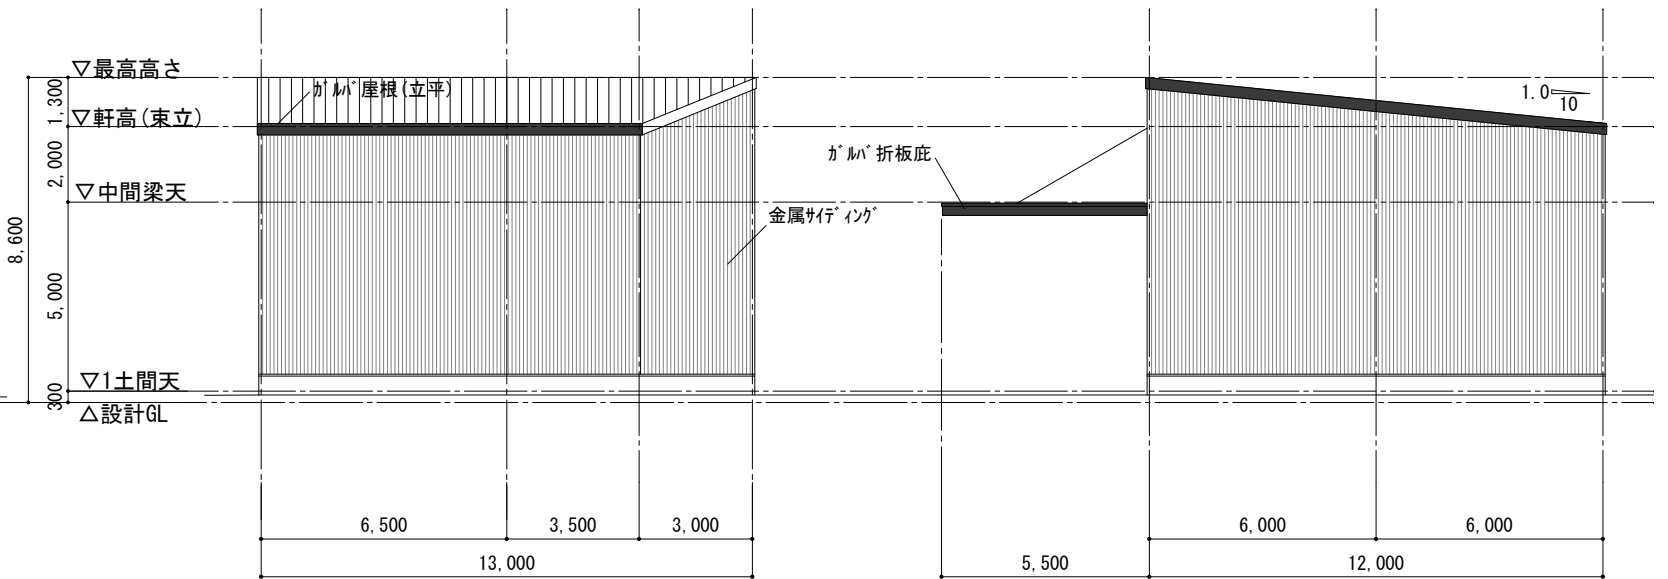 ▽最高高さ
1,300
ｶﾞﾙﾊﾞ屋根(立平)
1.0
10
▽軒高(束立)
2,000
ｶﾞﾙﾊﾞ折板庇
▽中間梁天
金属ｻｲﾃﾞｨﾝｸﾞ
8,600
5,000
▽1土間天
300
△設計GL
6,500
3,500
3,000
6,000
6,000
13,000
5,500
12,000